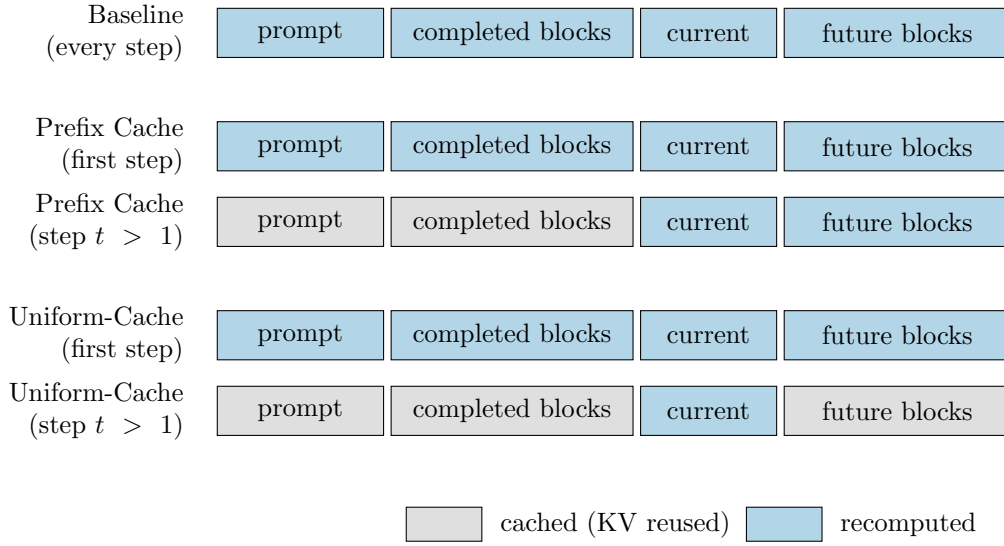 Baseline
(every step)
prompt completed blocks current future blocks
Prefix Cache
(first step)
prompt completed blocks current future blocks
Prefix Cache
(step t > 1)
prompt completed blocks current future blocks
Uniform-Cache
(first step)
prompt completed blocks current future blocks
Uniform-Cache
(step t > 1)
prompt completed blocks current future blocks
cached (KV reused) recomputed